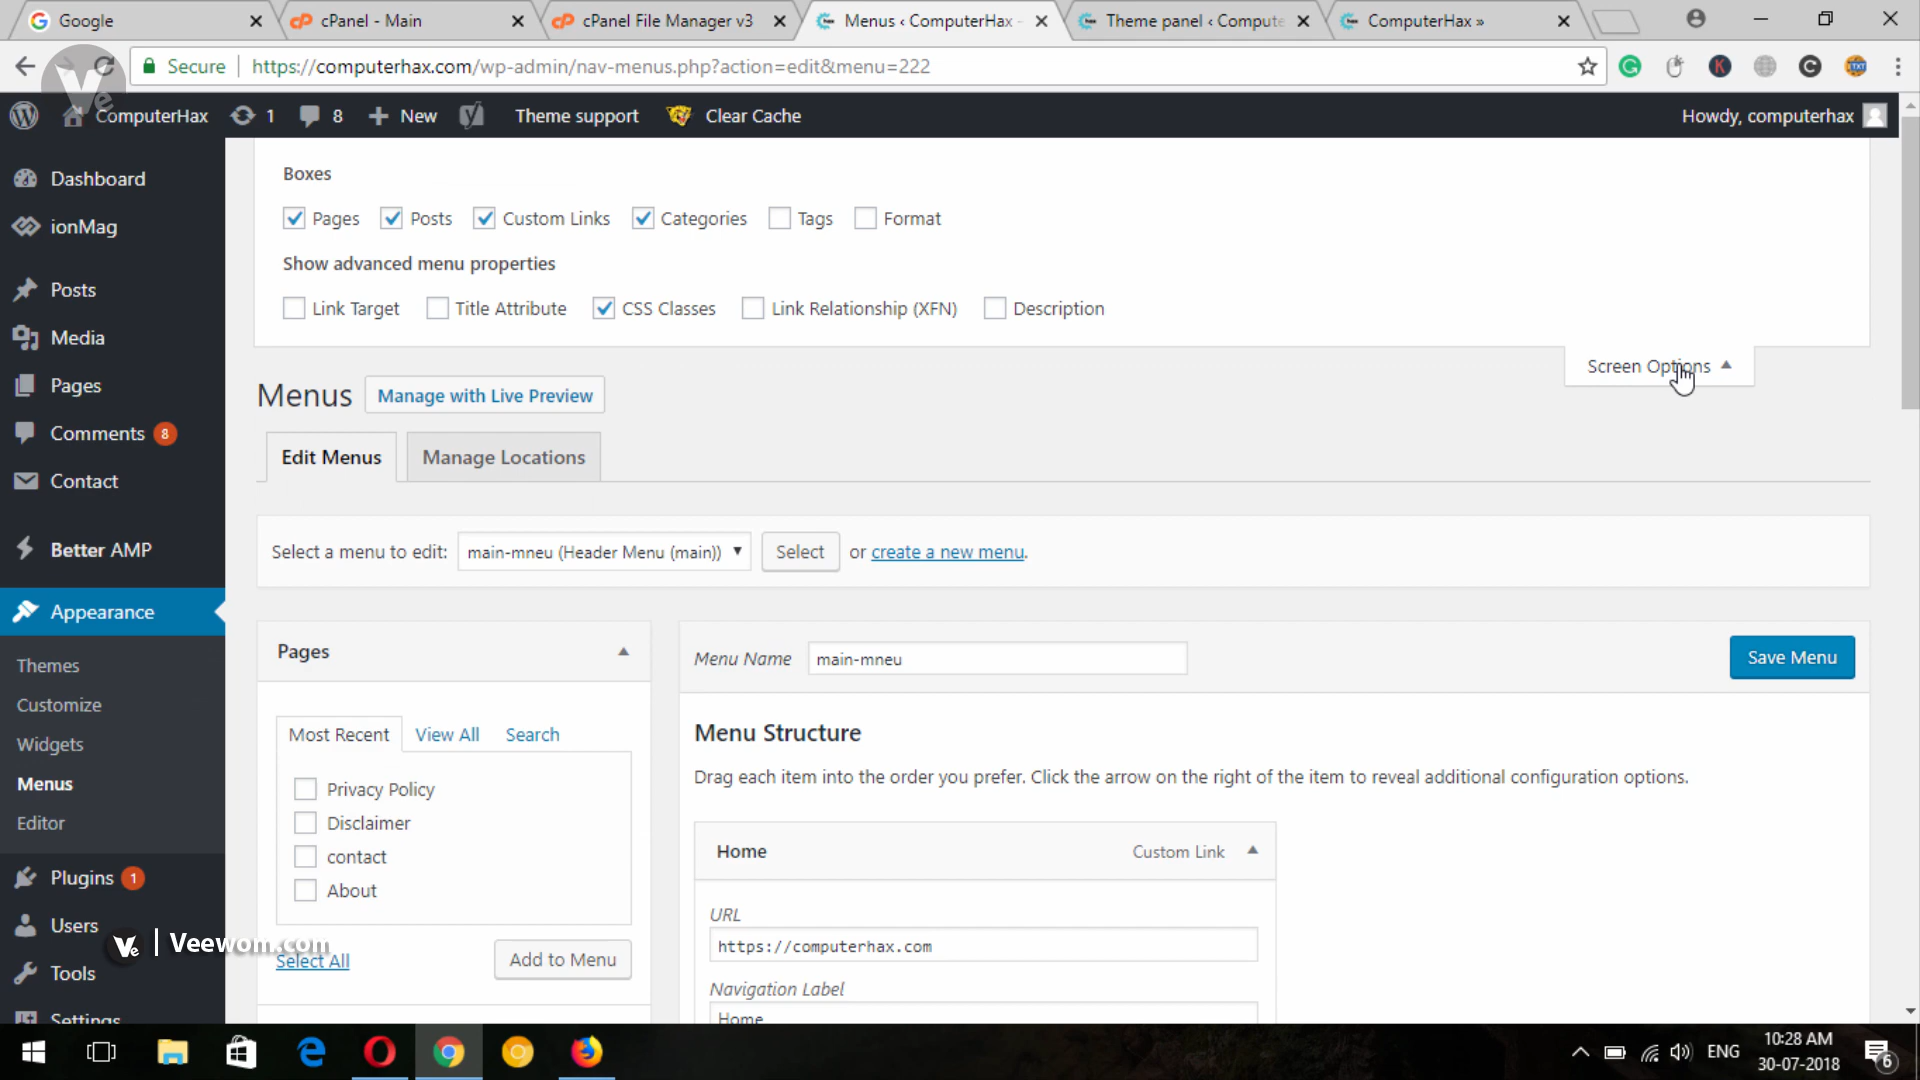 Google
cPanel - Main
cPanel File Manager v3
Menus ‹ ComputerHax -
Theme panel ‹ Compute
ComputerHax »
Secure
https://computerhax.com/wp-admin/nav-menus.php?action=edit&menu=222
ComputerHax
1
8
New
Theme support
Clear Cache
Howdy, computerhax
Dashboard
ionMag
Posts
Media
Pages
Comments 8
Contact
Better AMP
Appearance
Themes
Customize
Widgets
Menus
Editor
Plugins 1
Users
Tools
Settings
Boxes
Pages
Posts
Custom Links
Categories
Tags
Format
Show advanced menu properties
Link Target
Title Attribute
CSS Classes
Link Relationship (XFN)
Description
Screen Options
Menus
Manage with Live Preview
Edit Menus
Manage Locations
Select a menu to edit:
main-mneu (Header Menu (main))
Select
or create a new menu.
Pages
Most Recent
View All
Search
Privacy Policy
Disclaimer
contact
About
Select All
Add to Menu
Menu Name
main-mneu
Save Menu
Menu Structure
Drag each item into the order you prefer. Click the arrow on the right of the item to reveal additional configuration options.
Home
Custom Link
URL
https://computerhax.com
Navigation Label
Home
Ve
Ve | Veewom.com
ENG
10:28 AM
30-07-2018
6